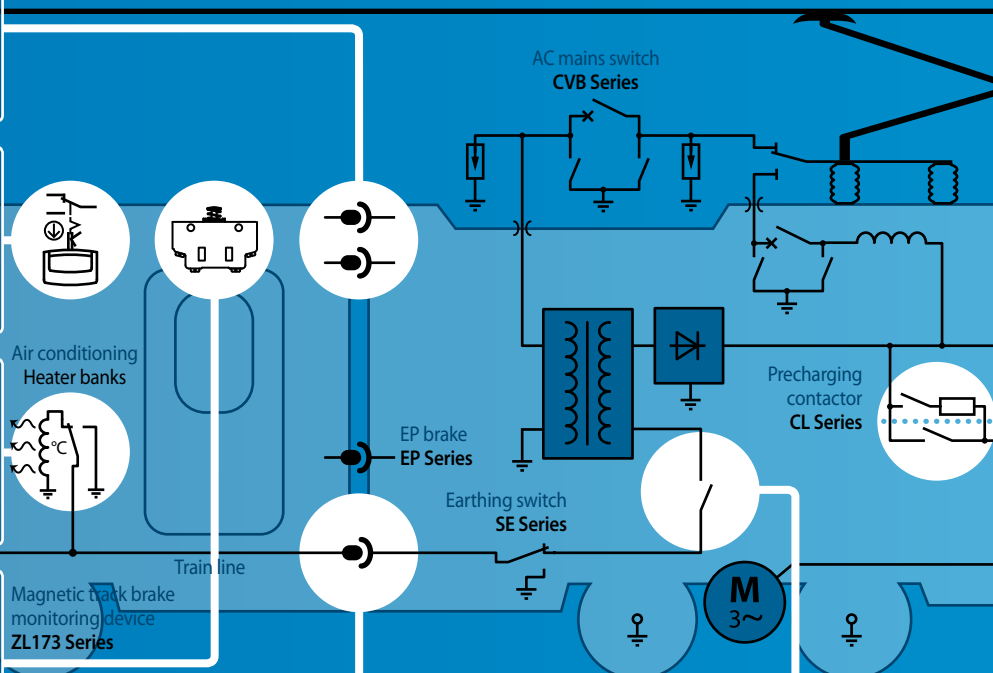 AC mains switch
CVB Series
Air conditioning
Heater banks
°C
Precharging
contactor
CL Series
EP brake
EP Series
Earthing switch
SE Series
Train line
Magnetic track brake
monitoring device
ZL173 Series
M
3~